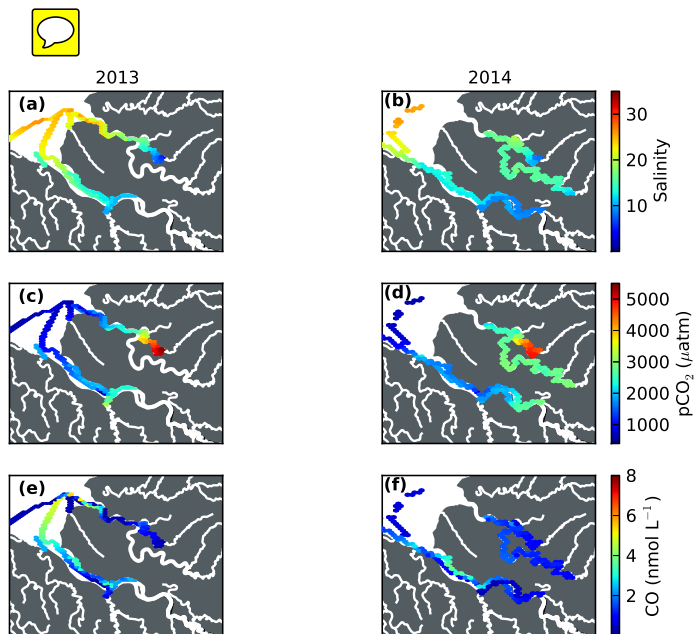 2013
2014
(a)
(b)
30
20
10
Salinity
(c)
(d)
5000
4000
3000
2000
1000
pCO₂ (μatm)
(e)
(f)
8
6
4
2
CO (nmol L⁻¹)